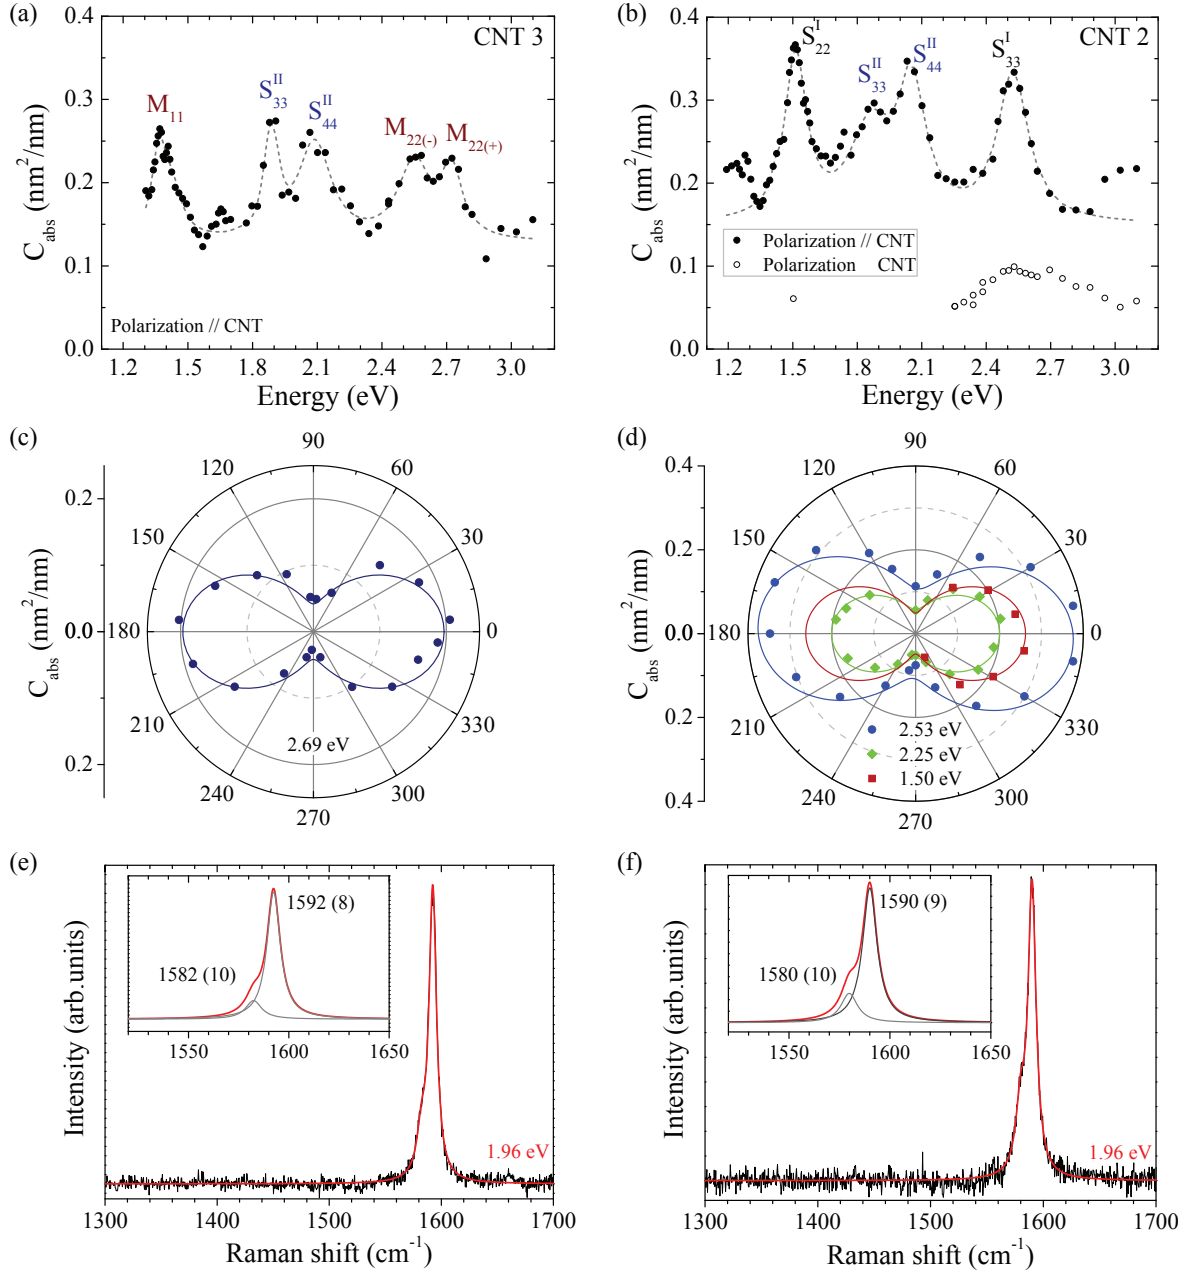 (a)
CNT 3
M₁₁
S₃₃ᴵᴵ
S₄₄ᴵᴵ
M₂₂₍₋₎
M₂₂₍₊₎
C_abs (nm²/nm)
0.4
0.3
0.2
0.1
0.0
Polarization // CNT
1.2 1.5 1.8 2.1 2.4 2.7 3.0
Energy (eV)
(b)
CNT 2
S₂₂ᴵ
S₃₃ᴵᴵ
S₄₄ᴵᴵ
S₃₃ᴵ
C_abs (nm²/nm)
0.4
0.3
0.2
0.1
0.0
Polarization // CNT
Polarization CNT
1.2 1.5 1.8 2.1 2.4 2.7 3.0
Energy (eV)
(c)
C_abs (nm²/nm)
0.2
0.0
0.2
90
120
60
150
30
180
0
210
330
240
300
270
2.69 eV
(d)
C_abs (nm²/nm)
0.4
0.2
0.0
0.2
0.4
90
120
60
150
30
180
0
210
330
240
300
270
2.53 eV
2.25 eV
1.50 eV
(e)
Intensity (arb.units)
1592 (8)
1582 (10)
1550 1600 1650
1.96 eV
1300 1400 1500 1600 1700
Raman shift (cm⁻¹)
(f)
Intensity (arb.units)
1590 (9)
1580 (10)
1550 1600 1650
1.96 eV
1300 1400 1500 1600 1700
Raman shift (cm⁻¹)